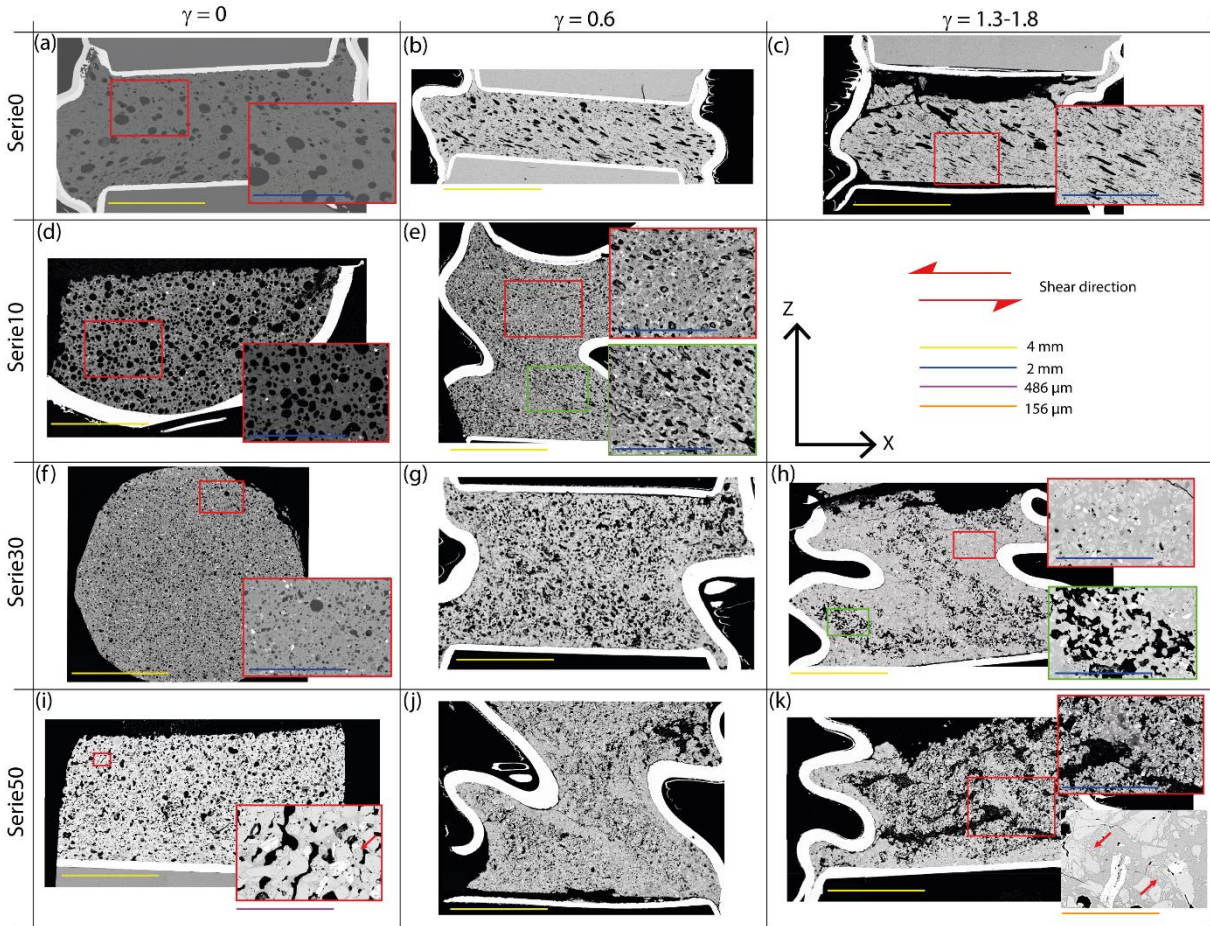 γ = 0
γ = 0.6
γ = 1.3-1.8
Serie0
(a)
(b)
(c)
Serie10
(d)
(e)
Z
X
Shear direction
4 mm
2 mm
486 µm
156 µm
Serie30
(f)
(g)
(h)
Serie50
(i)
(j)
(k)